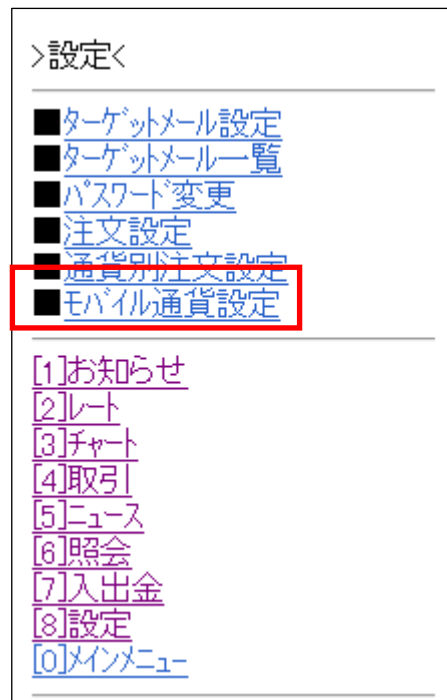 >設定<
■ﾀｰｹﾞｯﾄﾒｰﾙ設定
■ﾀｰｹﾞｯﾄﾒｰﾙ一覧
■ﾊﾟｽﾜｰﾄﾞ変更
■注文設定
■通貨別注文設定
■ﾓﾊﾞｲﾙ通貨設定
[1]お知らせ
[2]ﾚｰﾄ
[3]ﾁｬｰﾄ
[4]取引
[5]ﾆｭｰｽ
[6]照会
[7]入出金
[8]設定
[0]ﾒｲﾝﾒﾆｭｰ